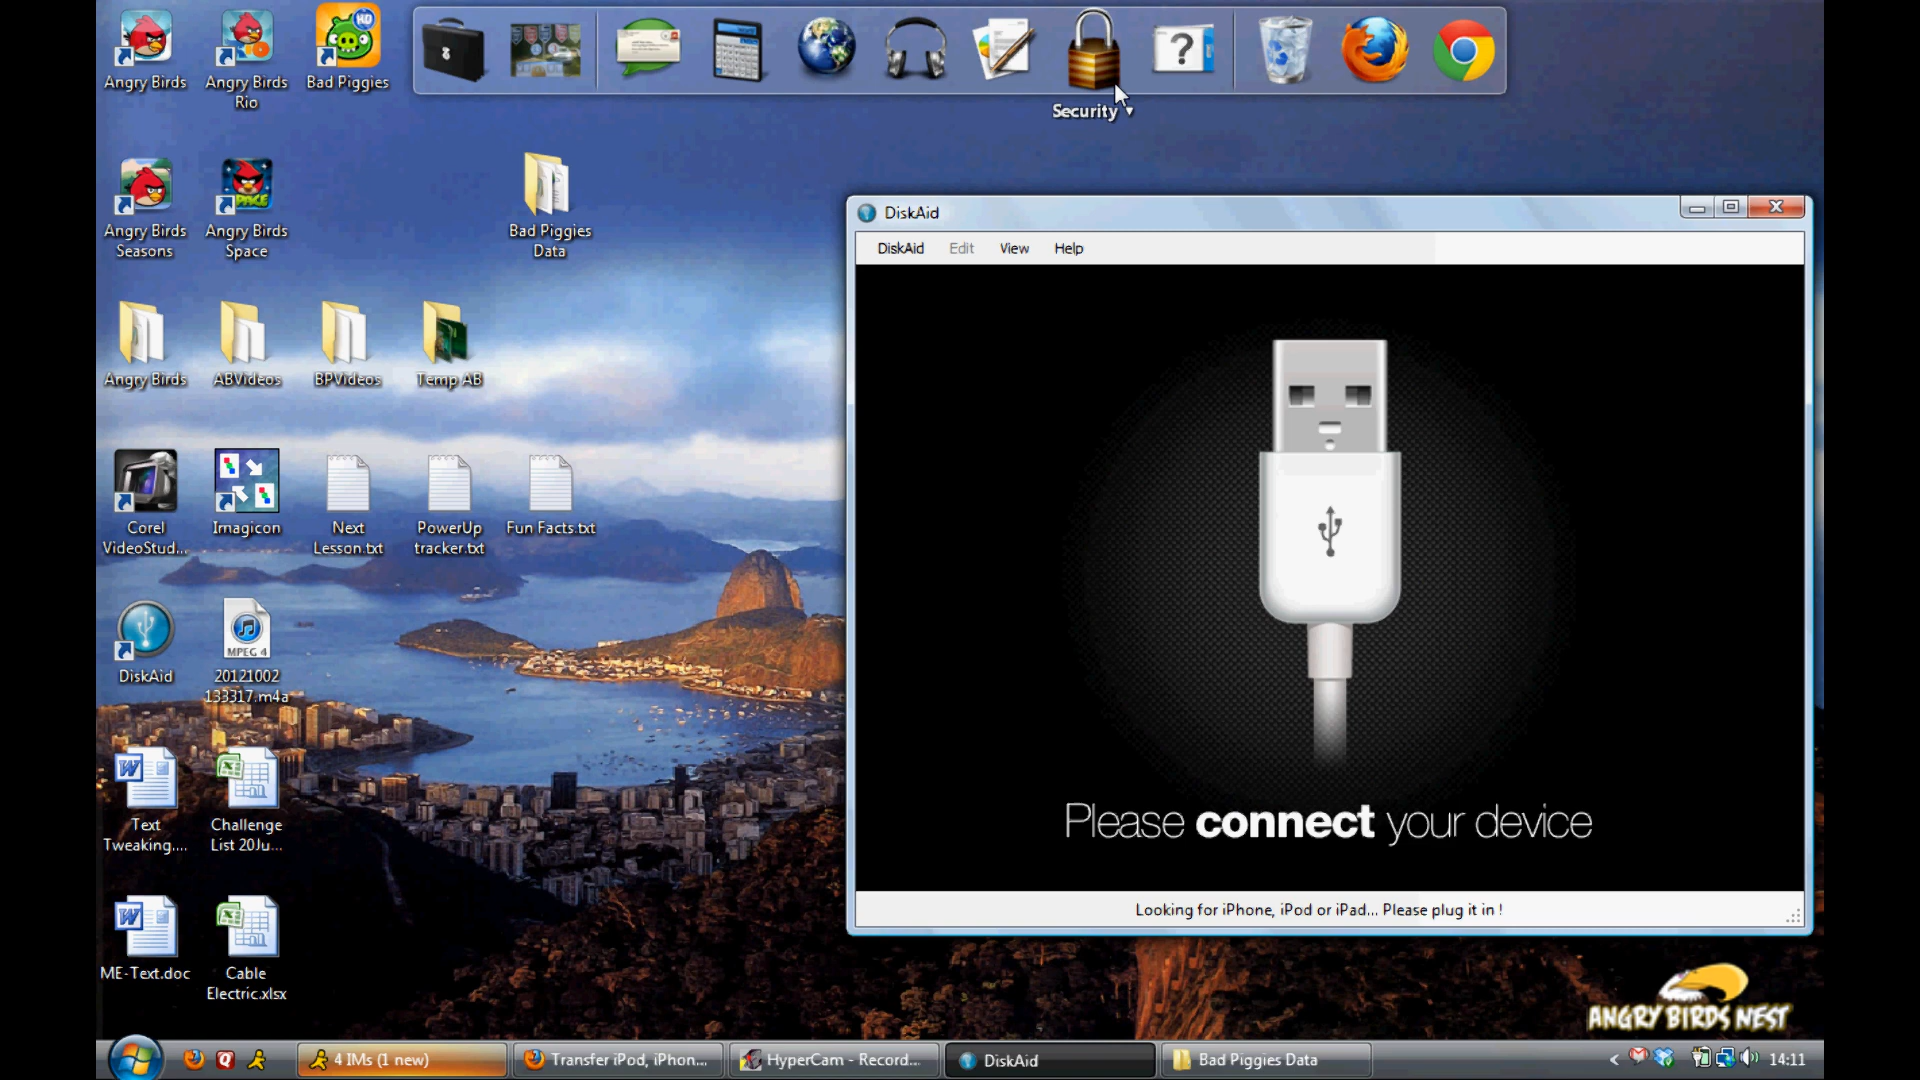 Angry Birds
Angry Birds
Rio
Bad Piggies
HD
?
Security ▾
Angry Birds
Seasons
Angry Birds
Space
SPACE
Bad Piggies
Data
DiskAid
DiskAid Edit View Help
Angry Birds
ABVideos
BPVideos
Temp AB
Corel
VideoStud...
Imagicon
Next
Lesson.txt
PowerUp
tracker.txt
Fun Facts.txt
DiskAid
MPEG 4
20121002
133317.m4a
Text
Tweaking....
Challenge
List 20Ju...
Please connect your device
Looking for iPhone, iPod or iPad... Please plug it in !
ME-Text.doc
Cable
Electric.xlsx
ANGRY BIRDS NEST
4 IMs (1 new)
Transfer iPod, iPhon...
HyperCam - Record...
DiskAid
Bad Piggies Data
< 14:11